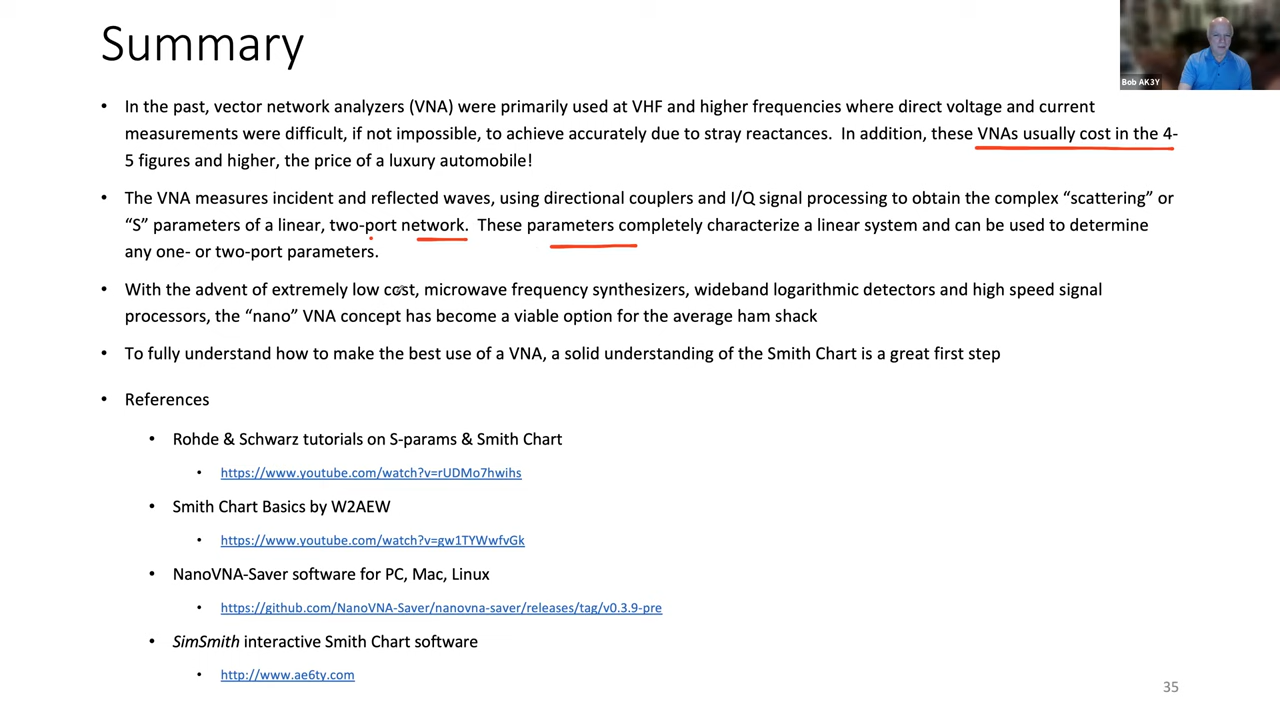 Summary
Bob AK3Y
• In the past, vector network analyzers (VNA) were primarily used at VHF and higher frequencies where direct voltage and current
measurements were difficult, if not impossible, to achieve accurately due to stray reactances. In addition, these VNAs usually cost in the 4-
5 figures and higher, the price of a luxury automobile!
• The VNA measures incident and reflected waves, using directional couplers and I/Q signal processing to obtain the complex “scattering” or
“S” parameters of a linear, two-port network. These parameters completely characterize a linear system and can be used to determine
any one- or two-port parameters.
• With the advent of extremely low cost, microwave frequency synthesizers, wideband logarithmic detectors and high speed signal
processors, the “nano” VNA concept has become a viable option for the average ham shack
• To fully understand how to make the best use of a VNA, a solid understanding of the Smith Chart is a great first step
• References
• Rohde & Schwarz tutorials on S-params & Smith Chart
• https://www.youtube.com/watch?v=rUDMo7hwihs
• Smith Chart Basics by W2AEW
• https://www.youtube.com/watch?v=gw1TYWwfvGk
• NanoVNA-Saver software for PC, Mac, Linux
• https://github.com/NanoVNA-Saver/nanovna-saver/releases/tag/v0.3.9-pre
• SimSmith interactive Smith Chart software
• http://www.ae6ty.com
35